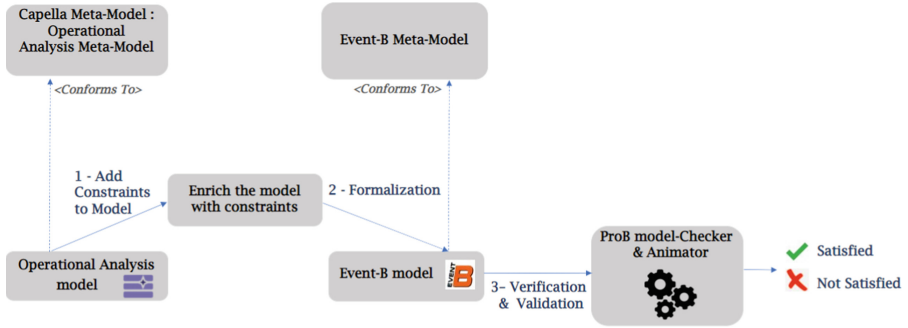 Capella Meta-Model :
Operational
Analysis Meta-Model
Event-B Meta-Model
<Conforms To>
<Conforms To>
1 - Add
Constraints
to Model
Enrich the model
with constraints
2 - Formalization
Operational Analysis
model
Event-B model
EVENT
B
3– Verification
& Validation
ProB model-Checker
& Animator
Satisfied
Not Satisfied